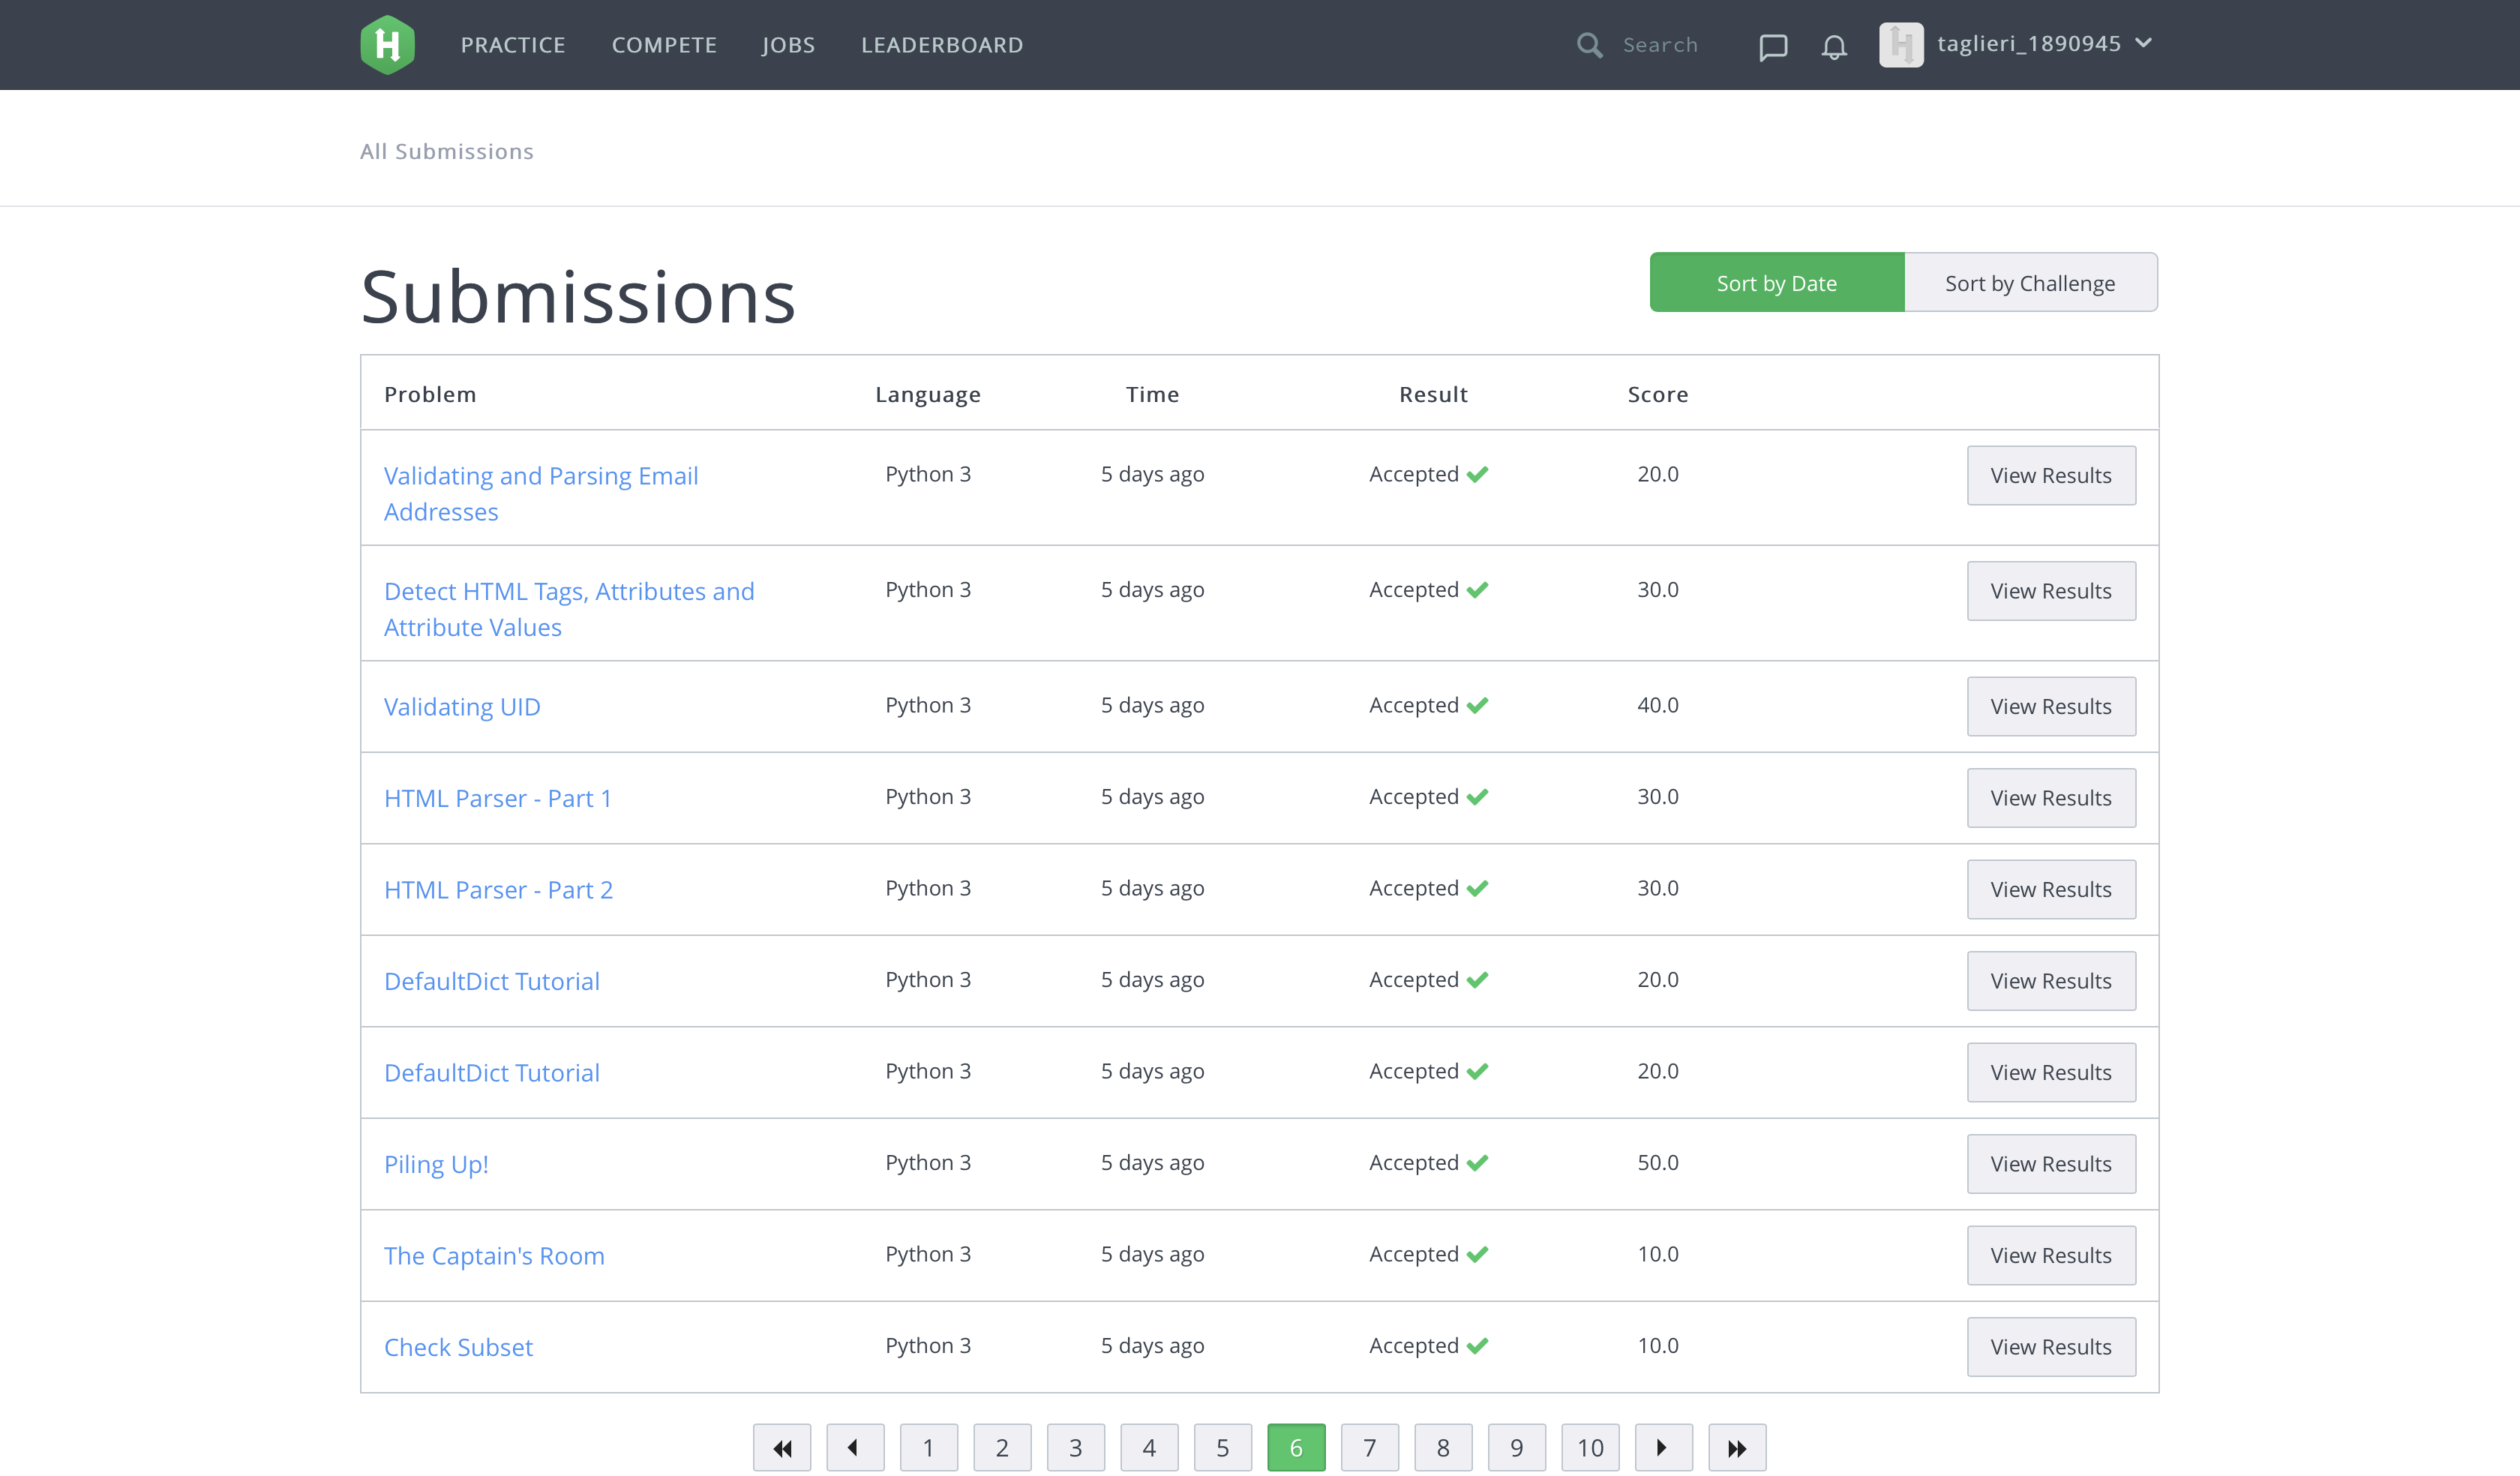 H PRACTICE COMPETE JOBS LEADERBOARD Search H taglieri_1890945
All Submissions
Submissions
Sort by Date Sort by Challenge
Problem Language Time Result Score
Validating and Parsing Email Python 3 5 days ago Accepted 20.0 View Results
Addresses
Detect HTML Tags, Attributes and Python 3 5 days ago Accepted 30.0 View Results
Attribute Values
Validating UID Python 3 5 days ago Accepted 40.0 View Results
HTML Parser - Part 1 Python 3 5 days ago Accepted 30.0 View Results
HTML Parser - Part 2 Python 3 5 days ago Accepted 30.0 View Results
DefaultDict Tutorial Python 3 5 days ago Accepted 20.0 View Results
DefaultDict Tutorial Python 3 5 days ago Accepted 20.0 View Results
Piling Up! Python 3 5 days ago Accepted 50.0 View Results
The Captain's Room Python 3 5 days ago Accepted 10.0 View Results
Check Subset Python 3 5 days ago Accepted 10.0 View Results
1 2 3 4 5 6 7 8 9 10